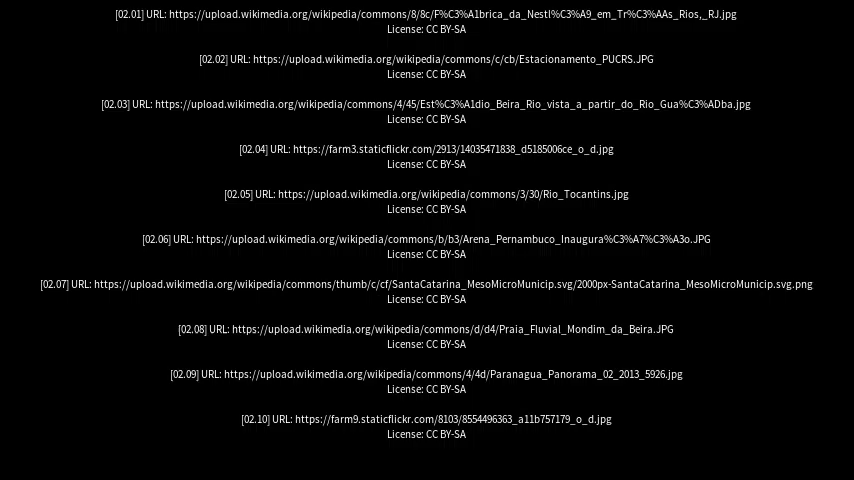 [02.01] URL: https://upload.wikimedia.org/wikipedia/commons/8/8c/F%C3%A1brica_da_Nestl%C3%A9_em_Tr%C3%AAs_Rios,_RJ.jpg
License: CC BY-SA
[02.02] URL: https://upload.wikimedia.org/wikipedia/commons/c/cb/Estacionamento_PUCRS.JPG
License: CC BY-SA
[02.03] URL: https://upload.wikimedia.org/wikipedia/commons/4/45/Est%C3%A1dio_Beira_Rio_vista_a_partir_do_Rio_Gua%C3%ADba.jpg
License: CC BY-SA
[02.04] URL: https://farm3.staticflickr.com/2913/14035471838_d5185006ce_o_d.jpg
License: CC BY-SA
[02.05] URL: https://upload.wikimedia.org/wikipedia/commons/3/30/Rio_Tocantins.jpg
License: CC BY-SA
[02.06] URL: https://upload.wikimedia.org/wikipedia/commons/b/b3/Arena_Pernambuco_Inaugura%C3%A7%C3%A3o.JPG
License: CC BY-SA
[02.07] URL: https://upload.wikimedia.org/wikipedia/commons/thumb/c/cf/SantaCatarina_MesoMicroMunicip.svg/2000px-SantaCatarina_MesoMicroMunicip.svg.png
License: CC BY-SA
[02.08] URL: https://upload.wikimedia.org/wikipedia/commons/d/d4/Praia_Fluvial_Mondim_da_Beira.JPG
License: CC BY-SA
[02.09] URL: https://upload.wikimedia.org/wikipedia/commons/4/4d/Paranagua_Panorama_02_2013_5926.jpg
License: CC BY-SA
[02.10] URL: https://farm9.staticflickr.com/8103/8554496363_a11b757179_o_d.jpg
License: CC BY-SA